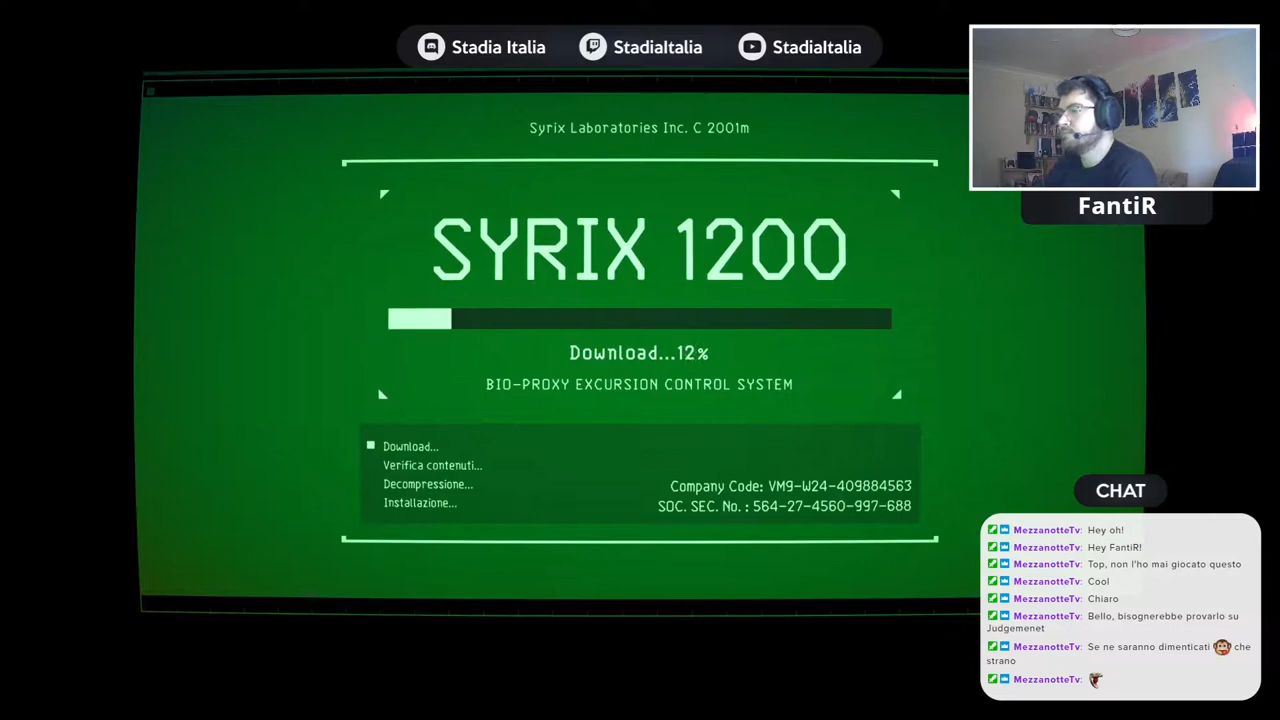 Stadia Italia
StadiaItalia
StadiaItalia
Syrix Laboratories Inc. C 2001m
SYRIX 1200
Download...12%
BIO-PROXY EXCURSION CONTROL SYSTEM
Download...
Verifica contenuti...
Decompressione...
Installazione...
Company Code: VM9-W24-409884563
SOC. SEC. No. : 564-27-4560-997-688
FantiR
CHAT
MezzanotteTv: Hey oh!
MezzanotteTv: Hey FantiR!
MezzanotteTv: Top, non l'ho mai giocato questo
MezzanotteTv: Cool
MezzanotteTv: Chiaro
MezzanotteTv: Bello, bisognerebbe provarlo su
Judgemenet
MezzanotteTv: Se ne saranno dimenticati che
strano
MezzanotteTv: